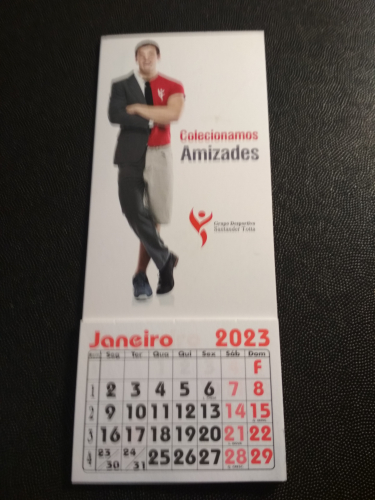 Colecionamos
Amizades
Grupo Desportivo
Santander Totta
Janeiro 2023
Seg Ter Qua Qui Sex Sáb Dom
F
1 2 3 4 5 6 7 8
2 9 10 11 12 13 14 15
3 16 17 18 19 20 21 22
4 23/30 24/31 25 26 27 28 29